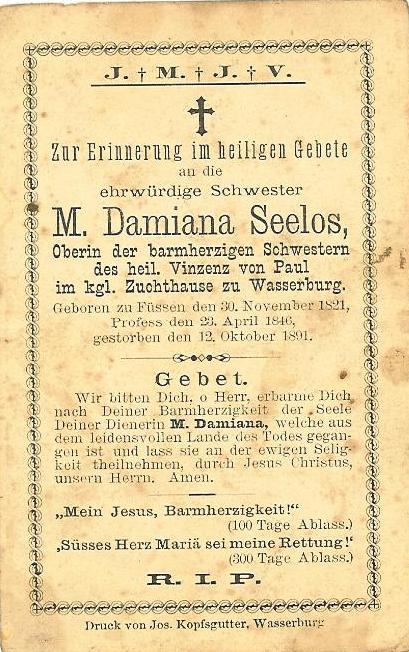 J. † M. † J. † V.
Zur Erinnerung im heiligen Gebete
an die
ehrwürdige Schwester
M. Damiana Seelos,
Oberin der barmherzigen Schwestern
des heil. Vinzenz von Paul
im kgl. Zuchthause zu Wasserburg.
Geboren zu Füssen den 30. November 1821,
Profess den 23. April 1846,
gestorben den 12. Oktober 1891.
Gebet.
Wir bitten Dich, o Herr, erbarme Dich
nach Deiner Barmherzigkeit der Seele
Deiner Dienerin M. Damiana, welche aus
dem leidensvollen Lande des Todes gegan-
gen ist und lass sie an der ewigen Selig-
keit theilnehmen, durch Jesus Christus,
unsern Herrn. Amen.
„Mein Jesus, Barmherzigkeit!“
(100 Tage Ablass.)
‚Süsses Herz Mariä sei meine Rettung!‘
(300 Tage Ablass.)
R. I. P.
Druck von Jos. Kopfsgutter, Wasserburg